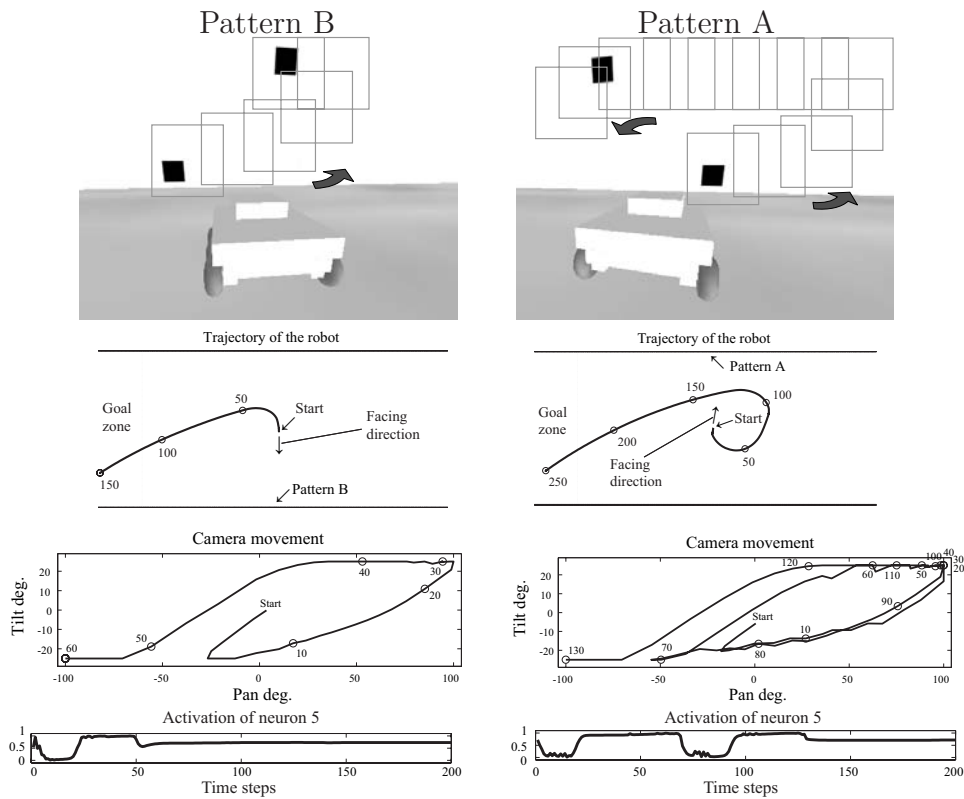 Pattern B
Trajectory of the robot
50
Start
Goal
zone
Facing
direction
100
150
Pattern B
Camera movement
Tilt deg.
20
10
0
-10
-20
40
30
20
Start
50
10
60
-100
-50
0
50
100
Pan deg.
Activation of neuron 5
1
0.5
0
0
50
100
150
200
Time steps
Pattern A
Trajectory of the robot
Pattern A
150
100
Goal
zone
Start
200
50
Facing
direction
250
Camera movement
Tilt deg.
20
10
0
-10
-20
120
60
110
50
100
40
30
20
90
Start
10
70
80
130
-100
-50
0
50
100
Pan deg.
Activation of neuron 5
1
0.5
0
0
50
100
150
200
Time steps